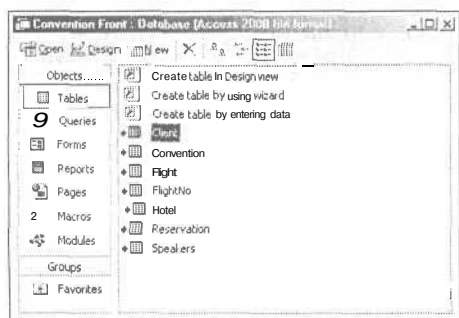 Convention Front : Database (Access 2000 file format)
Open Design New
Objects......
Tables
9 Queries
Forms
Reports
Pages
2 Macros
Modules
Groups
Favorites
Create table In Design view
Create table by using wizard
Create table by entering data
Client
Convention
Flight
FlightNo
Hotel
Reservation
Speakers